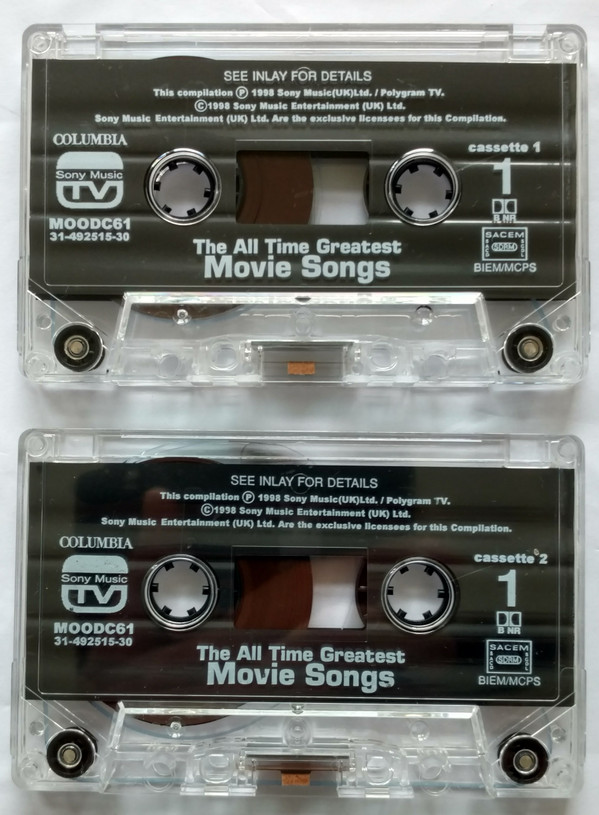 SEE INLAY FOR DETAILS
This compilation Ⓟ 1998 Sony Music(UK)Ltd. / Polygram TV.
©1998 Sony Music Entertainment (UK) Ltd.
Sony Music Entertainment (UK) Ltd. Are the exclusive licensees for this Compilation.
COLUMBIA
Sony Music
TV
MOODC61
31-492515-30
cassette 1
1
B NR
SACEM
SDRM
BIEM/MCPS
The All Time Greatest
Movie Songs
SEE INLAY FOR DETAILS
This compilation Ⓟ 1998 Sony Music(UK)Ltd. / Polygram TV.
©1998 Sony Music Entertainment (UK) Ltd.
Sony Music Entertainment (UK) Ltd. Are the exclusive licensees for this Compilation.
COLUMBIA
Sony Music
TV
MOODC61
31-492515-30
cassette 2
1
B NR
SACEM
SDRM
BIEM/MCPS
The All Time Greatest
Movie Songs